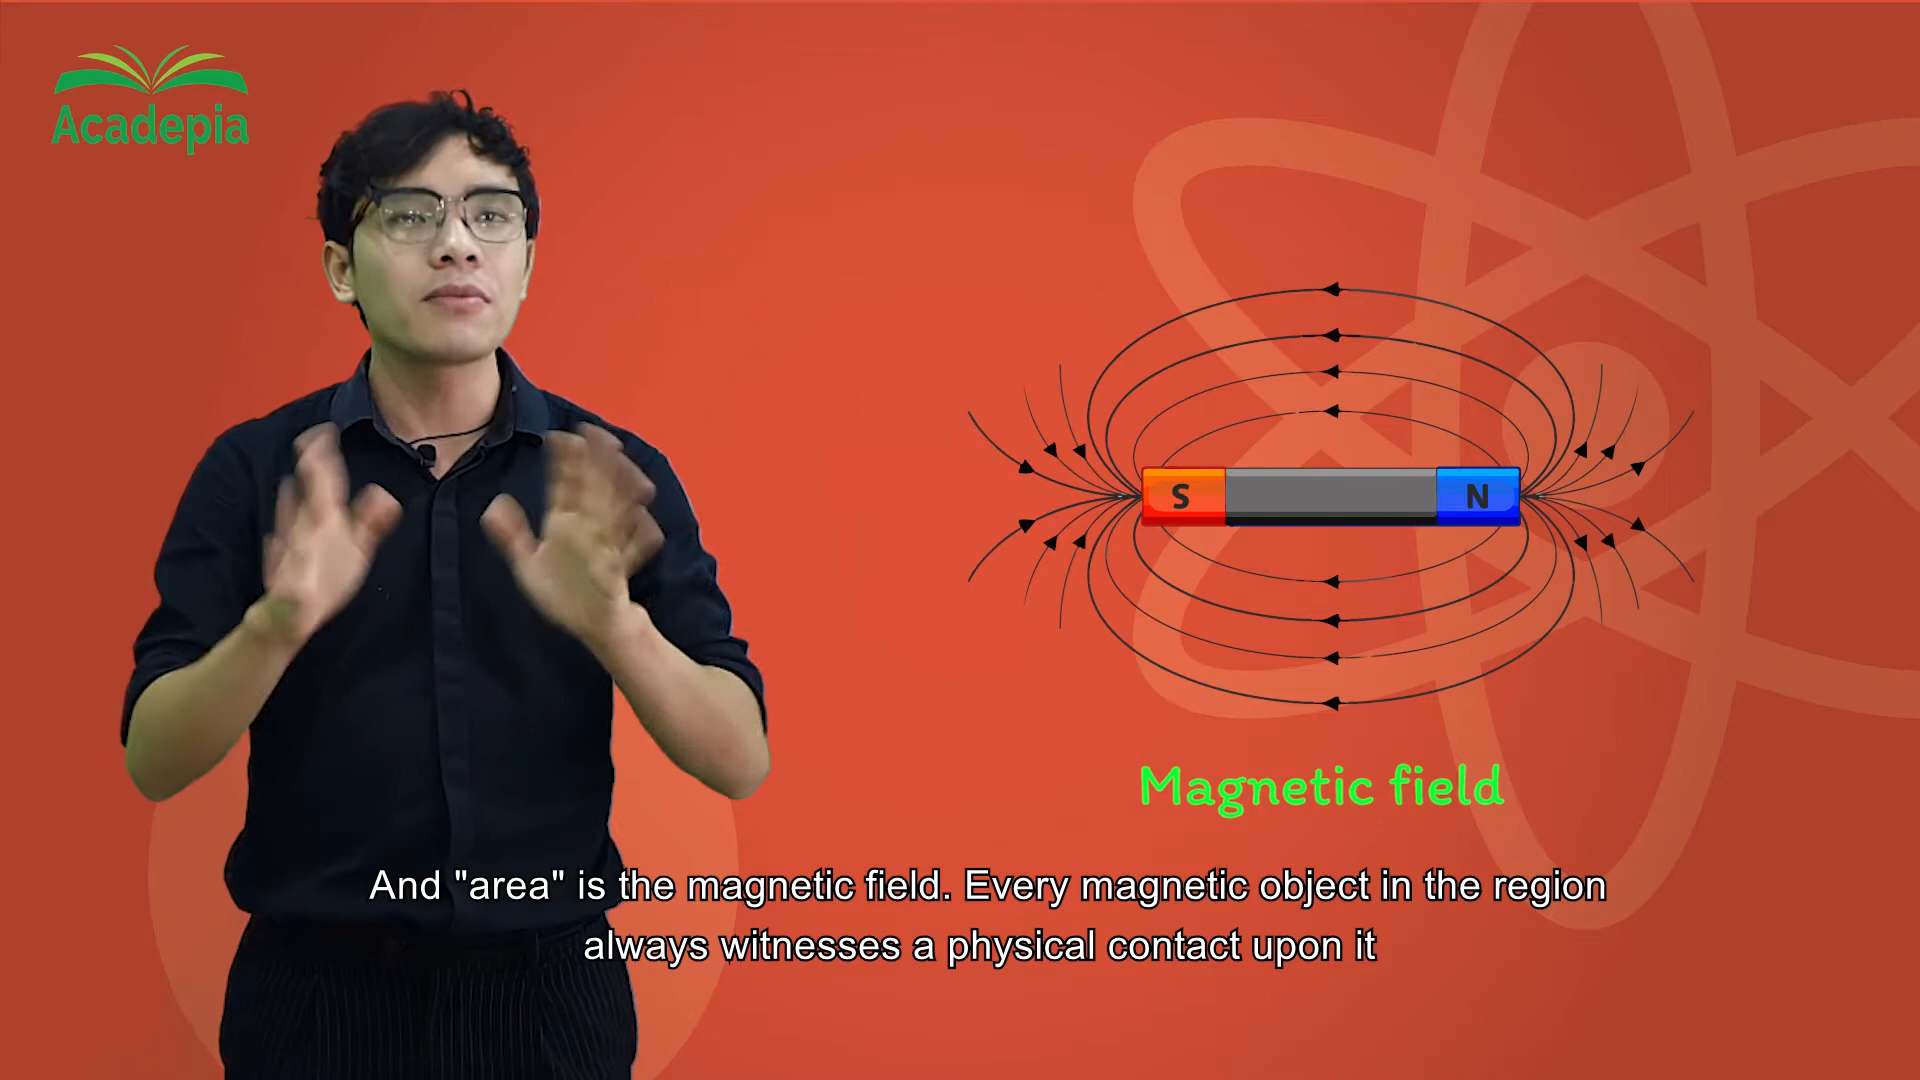 Acadepia
S
N
Magnetic field
And "area" is the magnetic field. Every magnetic object in the region
always witnesses a physical contact upon it